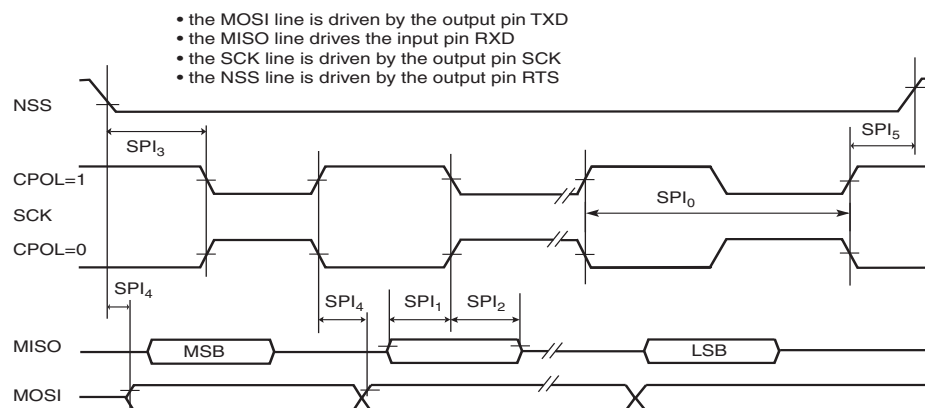 • the MOSI line is driven by the output pin TXD
• the MISO line drives the input pin RXD
• the SCK line is driven by the output pin SCK
• the NSS line is driven by the output pin RTS
NSS
SPI3
SPI5
CPOL=1
SCK
SPI0
CPOL=0
SPI4
SPI4
SPI1
SPI2
MISO
MSB
LSB
MOSI